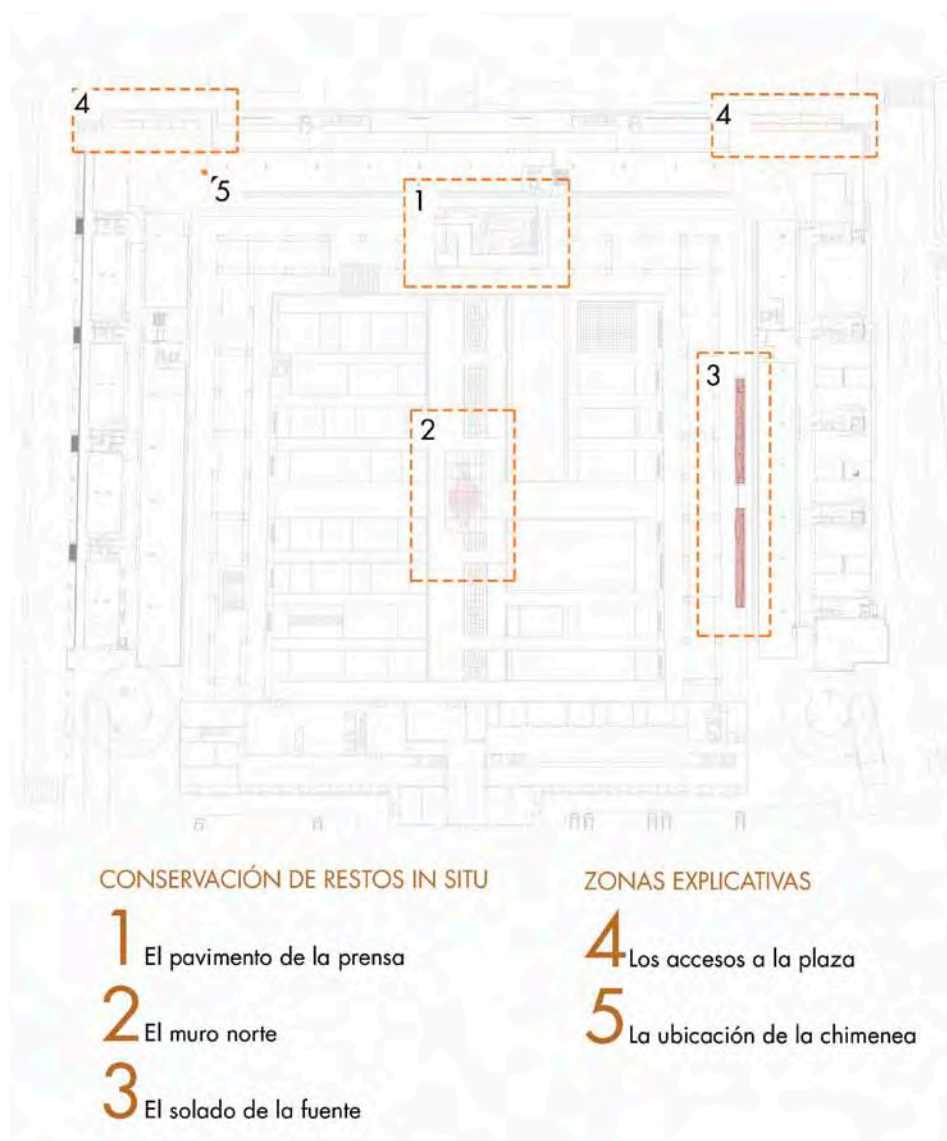 4
4
5
1
3
2
CONSERVACIÓN DE RESTOS IN SITU
1 El pavimento de la prensa
2 El muro norte
3 El solado de la fuente
ZONAS EXPLICATIVAS
4 Los accesos a la plaza
5 La ubicación de la chimenea